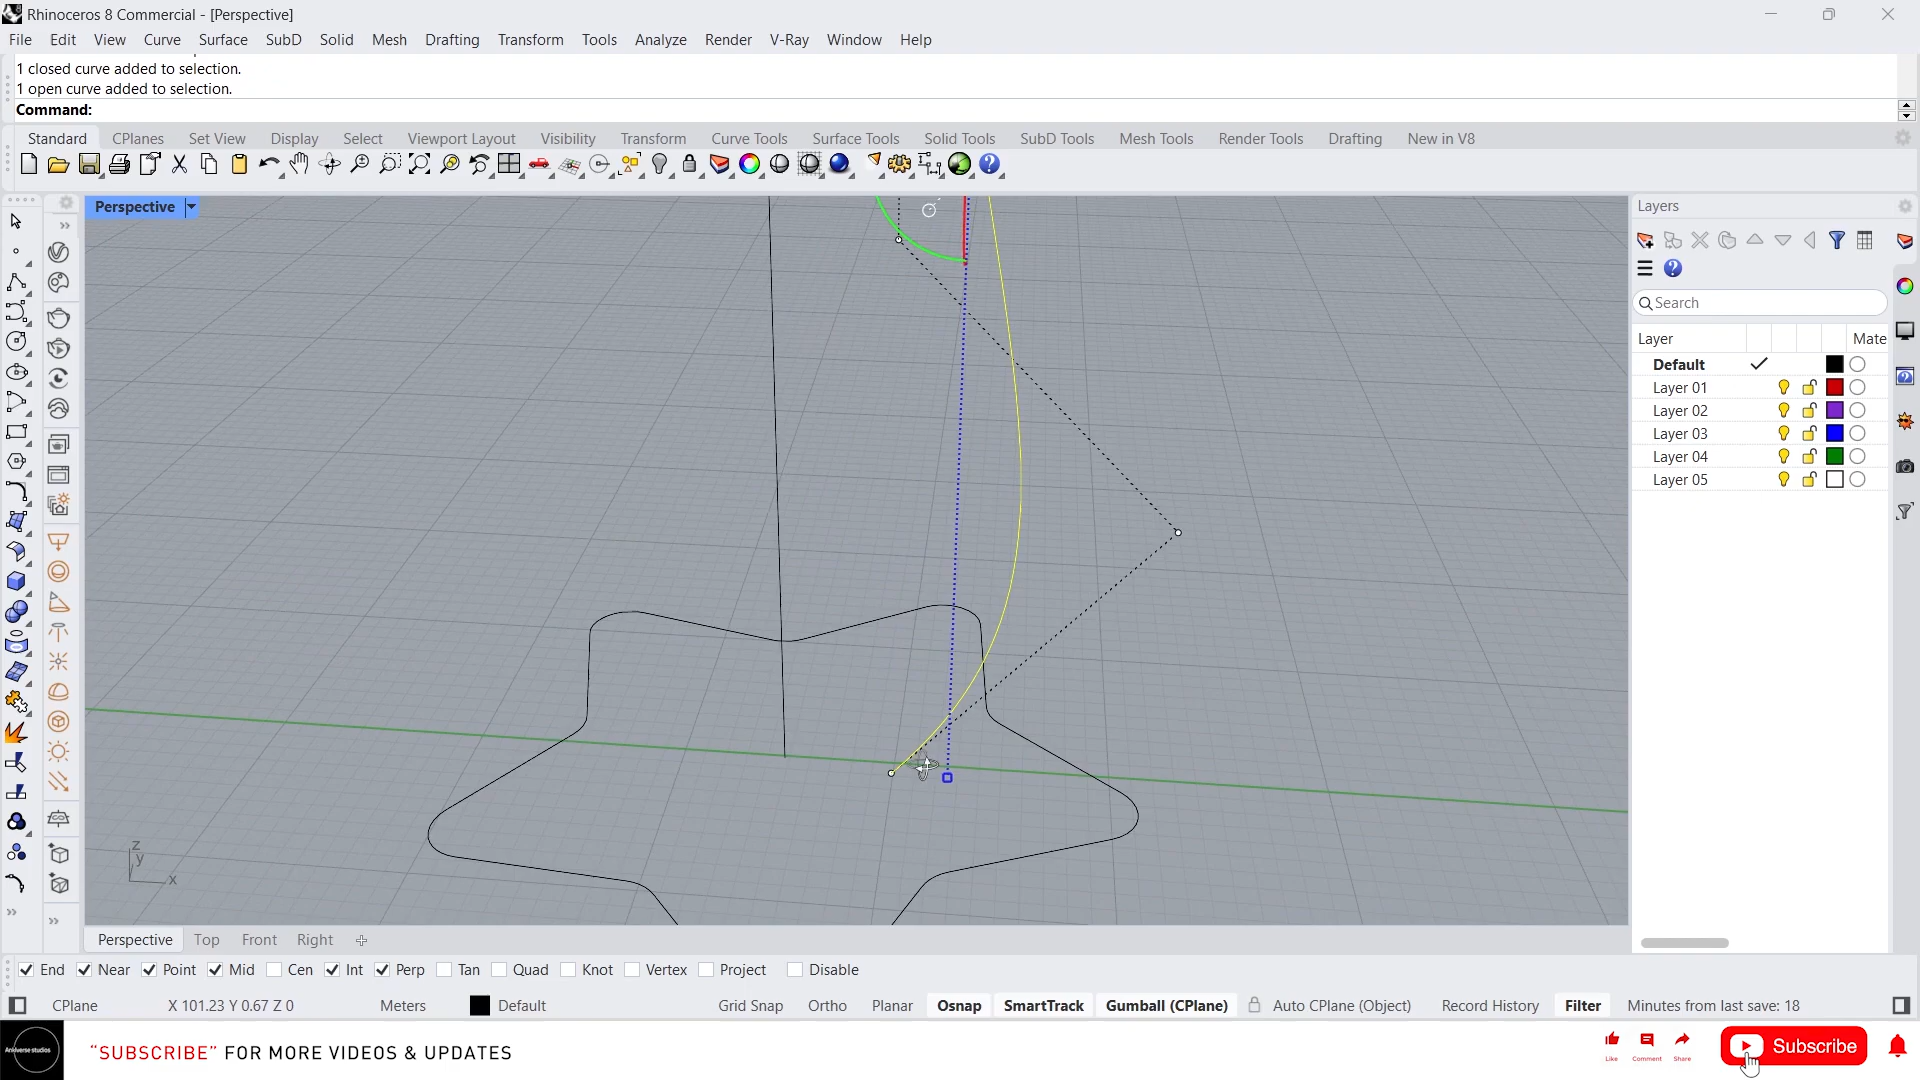 Rhinoceros 8 Commercial - [Perspective]
File Edit View Curve Surface SubD Solid Mesh Drafting Transform Tools Analyze Render V-Ray Window Help
1 closed curve added to selection.
1 open curve added to selection.
Command:
Standard CPlanes Set View Display Select Viewport Layout Visibility Transform Curve Tools Surface Tools Solid Tools SubD Tools Mesh Tools Render Tools Drafting New in V8
Perspective
Layers
Search
Layer Mate
Default
Layer 01
Layer 02
Layer 03
Layer 04
Layer 05
z
y
x
Perspective Top Front Right
End Near Point Mid Cen Int Perp Tan Quad Knot Vertex Project Disable
CPlane X 101.23 Y 0.67 Z 0 Meters Default Grid Snap Ortho Planar Osnap SmartTrack Gumball (CPlane) Auto CPlane (Object) Record History Filter Minutes from last save: 18
"SUBSCRIBE" FOR MORE VIDEOS & UPDATES
Like Comment Share
Subscribe